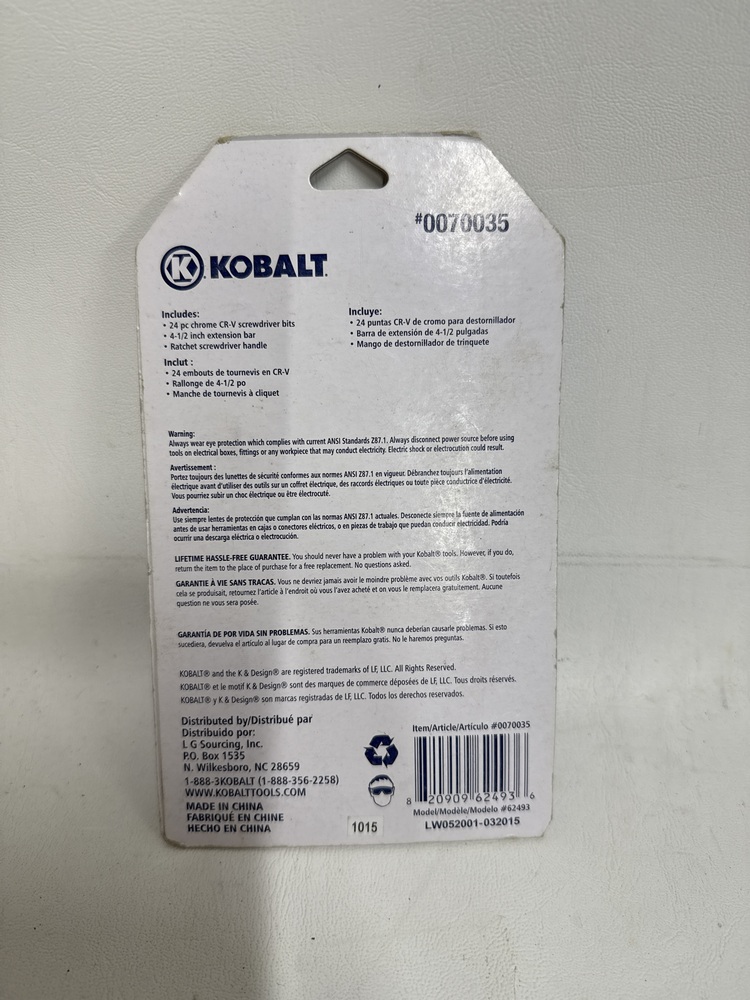 #0070035
K KOBALT.
Includes:
• 24 pc chrome CR-V screwdriver bits
• 4-1/2 inch extension bar
• Ratchet screwdriver handle
Inclut :
• 24 embouts de tournevis en CR-V
• Rallonge de 4-1/2 po
• Manche de tournevis à cliquet
Incluye:
• 24 puntas CR-V de cromo para destornillador
• Barra de extensión de 4-1/2 pulgadas
• Mango de destornillador de trinquete
Warning:
Always wear eye protection which complies with current ANSI Standards Z87.1. Always disconnect power source before using
tools on electrical boxes, fittings or any workpiece that may conduct electricity. Electric shock or electrocution could result.
Avertissement :
Portez toujours des lunettes de sécurité conformes aux normes ANSI Z87.1 en vigueur. Débranchez toujours l'alimentation
électrique avant d'utiliser des outils sur un coffret électrique, des raccords électriques ou toute pièce conductrice d'électricité.
Vous pourriez subir un choc électrique ou être électrocuté.
Advertencia:
Use siempre lentes de protección que cumplan con las normas ANSI Z87.1 actuales. Desconecte siempre la fuente de alimentación
antes de usar herramientas en cajas o conectores eléctricos, o en piezas de trabajo que puedan conducir electricidad. Podría
ocurrir una descarga eléctrica o electrocución.
LIFETIME HASSLE-FREE GUARANTEE. You should never have a problem with your Kobalt® tools. However, if you do,
return the item to the place of purchase for a free replacement. No questions asked.
GARANTIE À VIE SANS TRACAS. Vous ne devriez jamais avoir le moindre problème avec vos outils Kobalt®. Si toutefois
cela se produisait, retournez l'article à l'endroit où vous l'avez acheté et on vous le remplacera gratuitement. Aucune
question ne vous sera posée.
GARANTÍA DE POR VIDA SIN PROBLEMAS. Sus herramientas Kobalt® nunca deberían causarle problemas. Si esto
sucediera, devuelva el artículo al lugar de compra para un reemplazo gratis. No le haremos preguntas.
KOBALT® and the K & Design® are registered trademarks of LF, LLC. All Rights Reserved.
KOBALT® et le motif K & Design® sont des marques de commerce déposées de LF, LLC. Tous droits réservés.
KOBALT® y K & Design® son marcas registradas de LF, LLC. Todos los derechos reservados.
Distributed by/Distribué par
Distribuido por:
L G Sourcing, Inc.
P.O. Box 1535
N. Wilkesboro, NC 28659
1-888-3KOBALT (1-888-356-2258)
WWW.KOBALTTOOLS.COM
MADE IN CHINA
FABRIQUÉ EN CHINE
HECHO EN CHINA
1015
Item/Article/Artículo #0070035
8 20909 62493 6
Model/Modèle/Modelo #62493
LW052001-032015